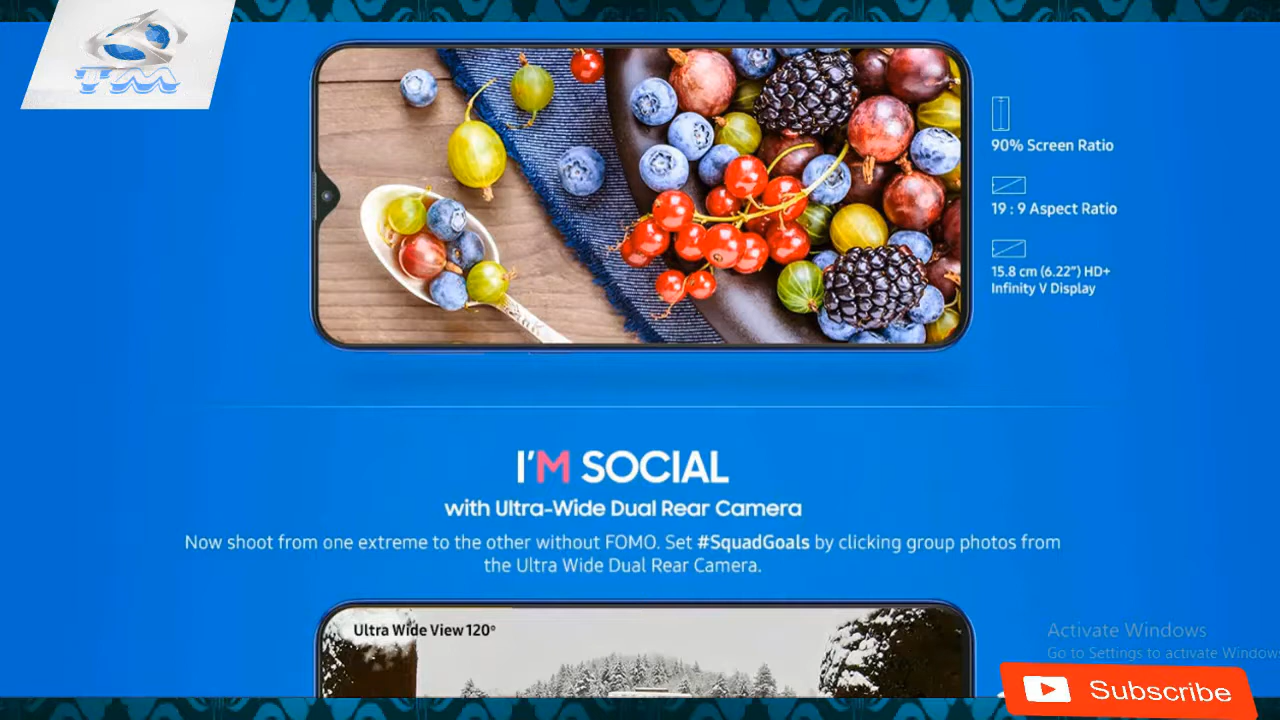 TM
90% Screen Ratio
19 : 9 Aspect Ratio
15.8 cm (6.22”) HD+
Infinity V Display
I’M SOCIAL
with Ultra-Wide Dual Rear Camera
Now shoot from one extreme to the other without FOMO. Set #SquadGoals by clicking group photos from
the Ultra Wide Dual Rear Camera.
Ultra Wide View 120°
Activate Windows
Go to Settings to activate Windows
Subscribe